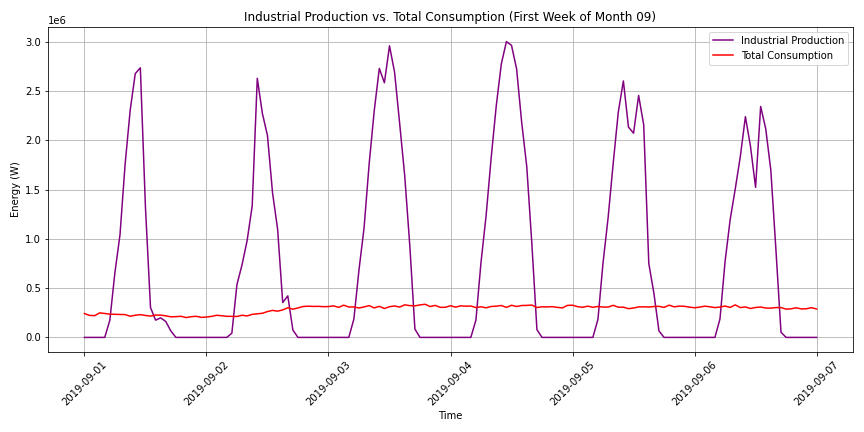 Industrial Production vs. Total Consumption (First Week of Month 09)
1e6
Industrial Production
Total Consumption
3.0
2.5
2.0
1.5
1.0
0.5
0.0
Energy (W)
2019-09-01
2019-09-02
2019-09-03
2019-09-04
2019-09-05
2019-09-06
2019-09-07
Time